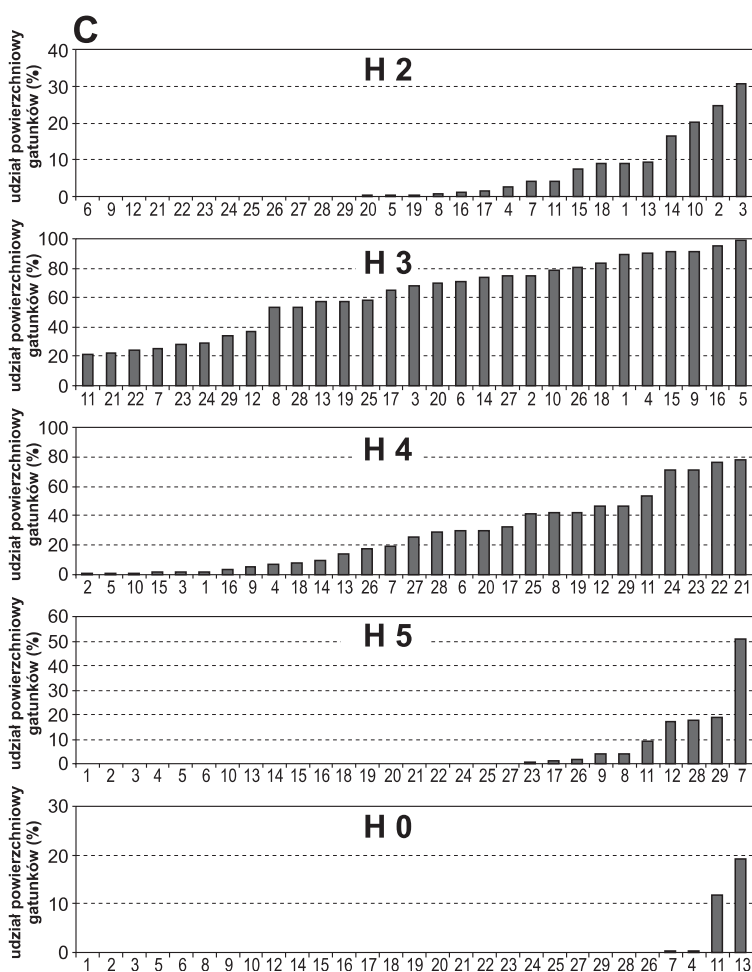 C
H 2
udział powierzchniowy
gatunków (%)
40
30
20
10
0
6 9 12 21 22 23 24 25 26 27 28 29 20 5 19 8 16 17 4 7 11 15 18 1 13 14 10 2 3
H 3
udział powierzchniowy
gatunków (%)
100
80
60
40
20
0
11 21 22 7 23 24 29 12 8 28 13 19 25 17 3 20 6 14 27 2 10 26 18 1 4 15 9 16 5
H 4
udział powierzchniowy
gatunków (%)
100
80
60
40
20
0
2 5 10 15 3 1 16 9 4 18 14 13 26 7 27 28 6 20 17 25 8 19 12 29 11 24 23 22 21
H 5
udział powierzchniowy
gatunków (%)
60
50
40
30
20
10
0
1 2 3 4 5 6 10 13 14 15 16 18 19 20 21 22 24 25 27 23 17 26 9 8 11 12 28 29 7
H 0
udział powierzchniowy
gatunków (%)
30
20
10
0
1 2 3 5 6 8 9 10 12 14 15 16 17 18 19 20 21 22 23 24 25 27 29 28 26 7 4 11 13